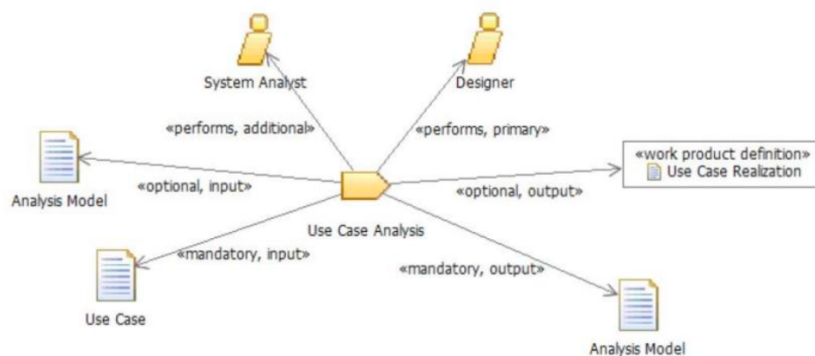 System Analyst
Designer
«performs, additional»
«performs, primary»
«work product definition»
Use Case Realization
Analysis Model
«optional, input»
«optional, output»
Use Case Analysis
«mandatory, input»
«mandatory, output»
Use Case
Analysis Model